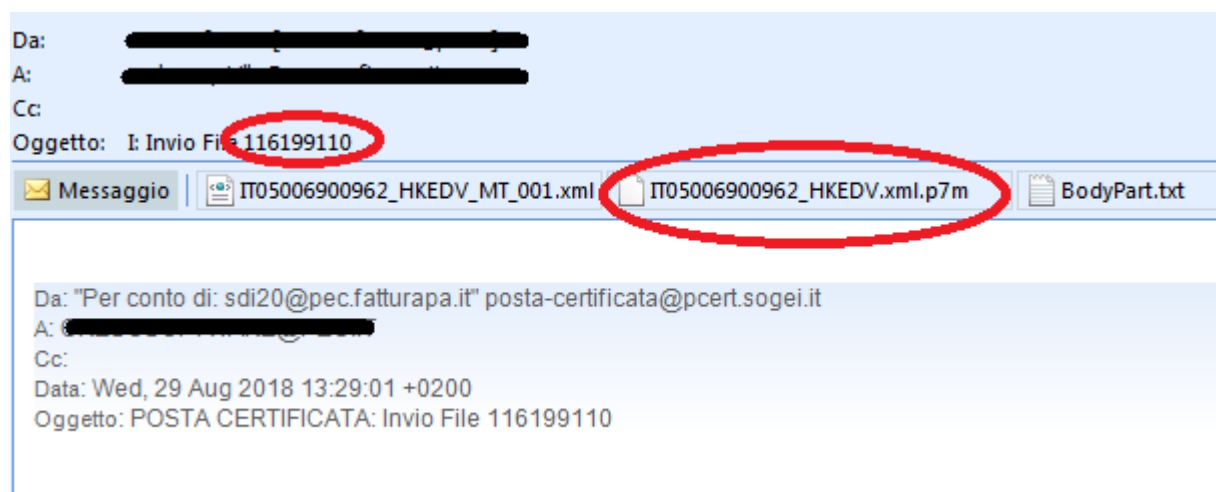 Da:
A:
Cc:
Oggetto: I: Invio File 116199110
Messaggio IT05006900962_HKEDV_MT_001.xml IT05006900962_HKEDV.xml.p7m BodyPart.txt
Da: "Per conto di: sdi20@pec.fatturapa.it" posta-certificata@pcert.sogei.it
A:
Cc:
Data: Wed, 29 Aug 2018 13:29:01 +0200
Oggetto: POSTA CERTIFICATA: Invio File 116199110